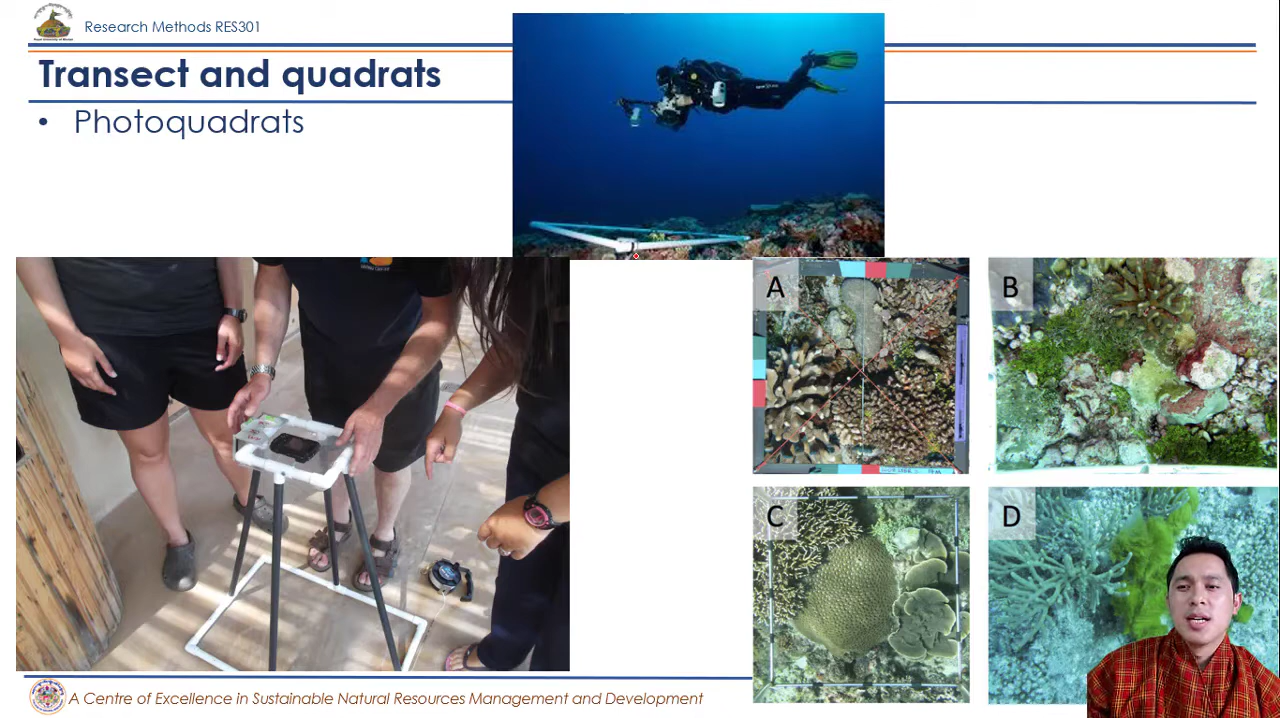 Research Methods RES301
Transect and quadrats
• Photoquadrats
A
B
C
D
A Centre of Excellence in Sustainable Natural Resources Management and Development